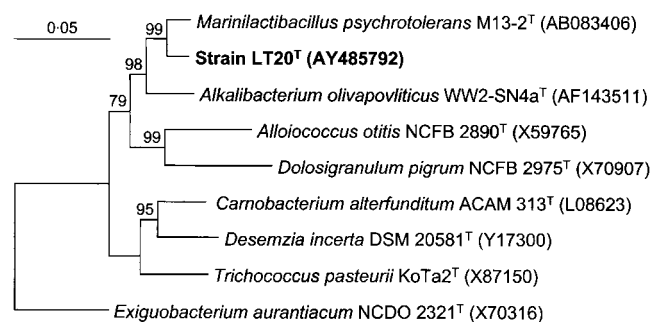 0·05
99
Marinilactibacillus psychrotolerans M13-2ᵀ (AB083406)
Strain LT20ᵀ (AY485792)
98
Alkalibacterium olivapovliticus WW2-SN4aᵀ (AF143511)
79
Alloiococcus otitis NCFB 2890ᵀ (X59765)
99
Dolosigranulum pigrum NCFB 2975ᵀ (X70907)
Carnobacterium alterfunditum ACAM 313ᵀ (L08623)
95
Desemzia incerta DSM 20581ᵀ (Y17300)
Trichococcus pasteurii KoTa2ᵀ (X87150)
Exiguobacterium aurantiacum NCDO 2321ᵀ (X70316)